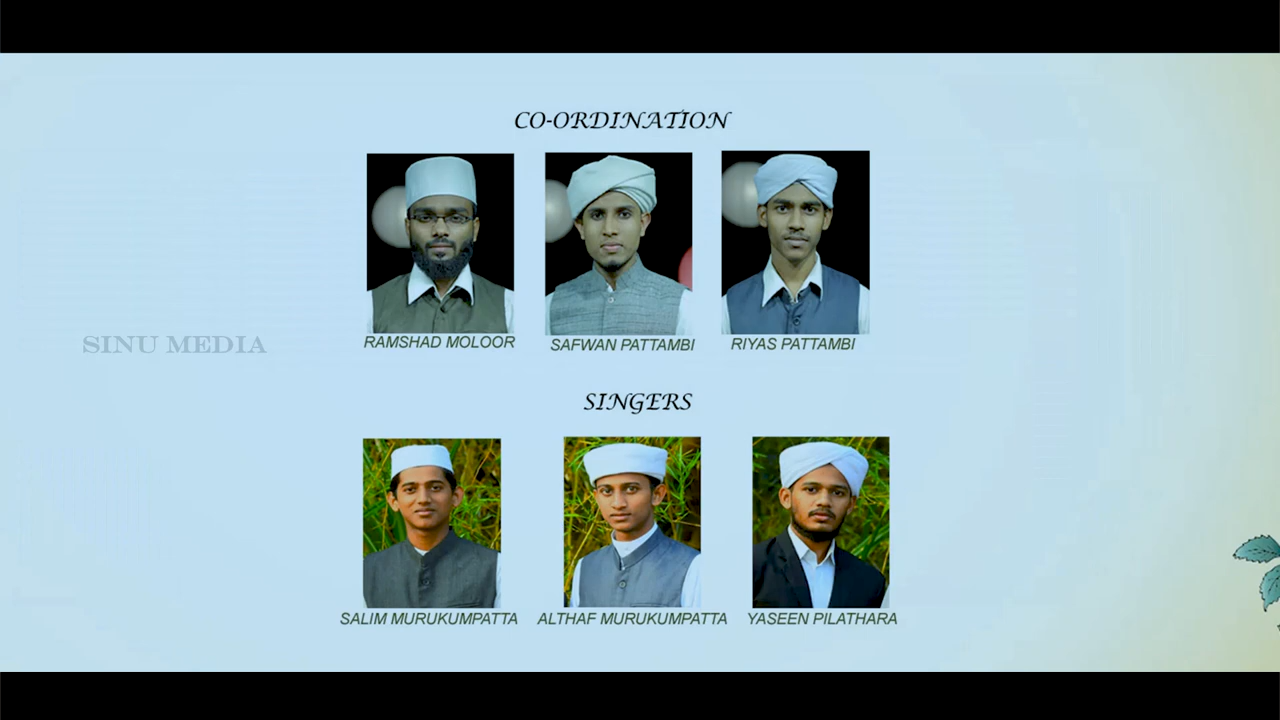 CO-ORDINATION
RAMSHAD MOLOOR SAFWAN PATTAMBI RIYAS PATTAMBI
SINU MEDIA
SINGERS
SALIM MURUKUMPATTA ALTHAF MURUKUMPATTA YASEEN PILATHARA